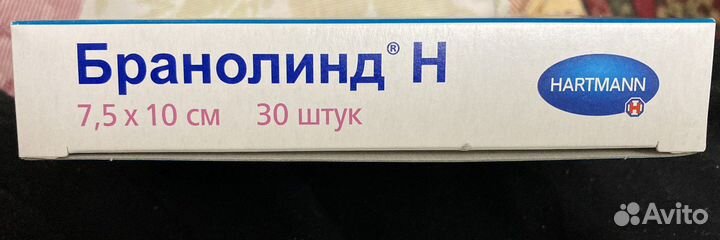 Бранолинд® Н
7,5 x 10 см 30 штук
HARTMANN
H
Avito